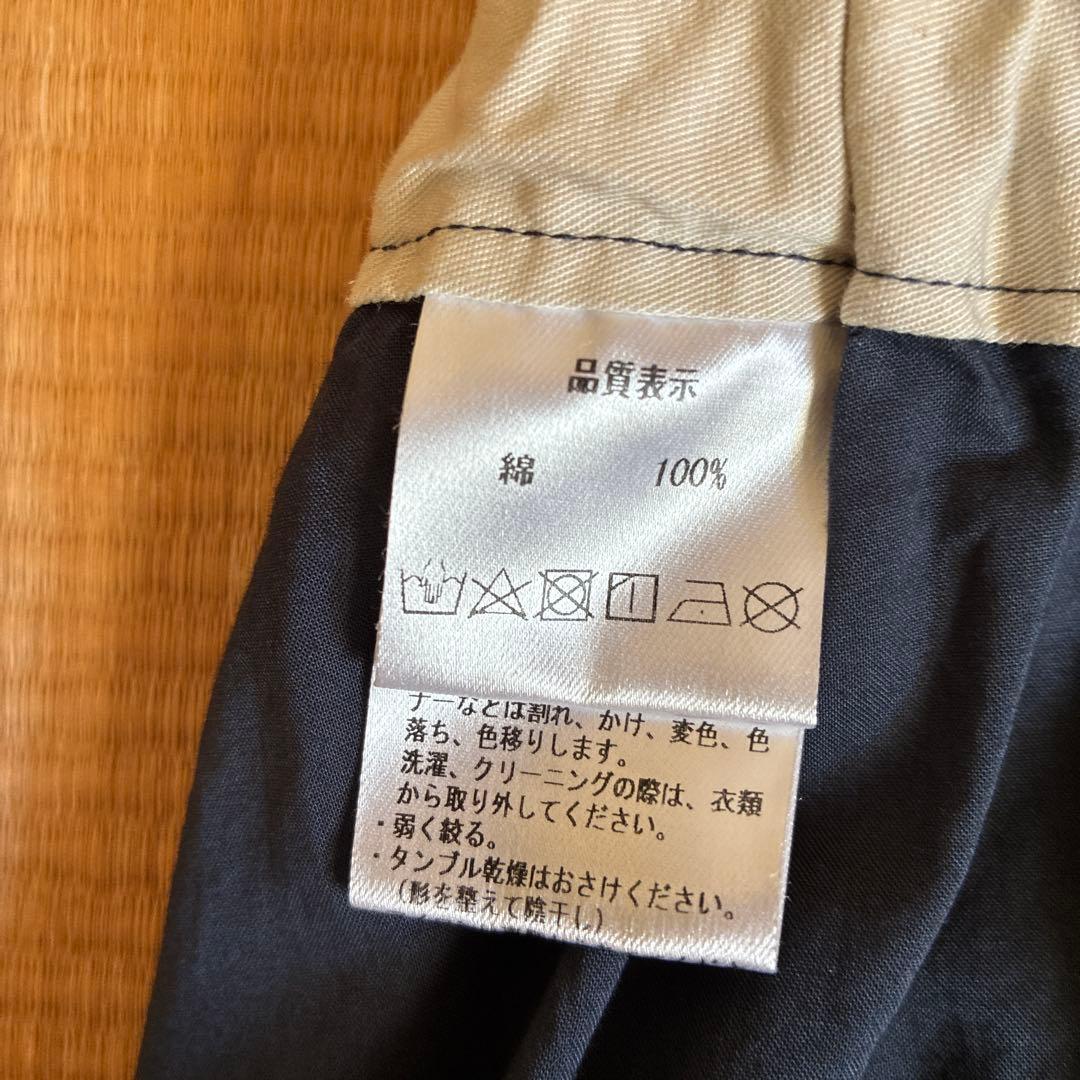 品質表示
綿 100%
ナーなどは割れ、かけ、変色、色
落ち、色移りします。
洗濯、クリーニングの際は、衣類
から取り外してください。
・弱く絞る。
・タンブル乾燥はおさけください。
(形を整えて陰干し)